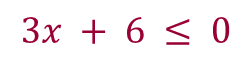 3x + 6 ≤ 0